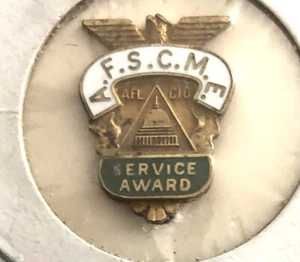 A.F.S.C.M.E.
AFL CIO
SERVICE
AWARD